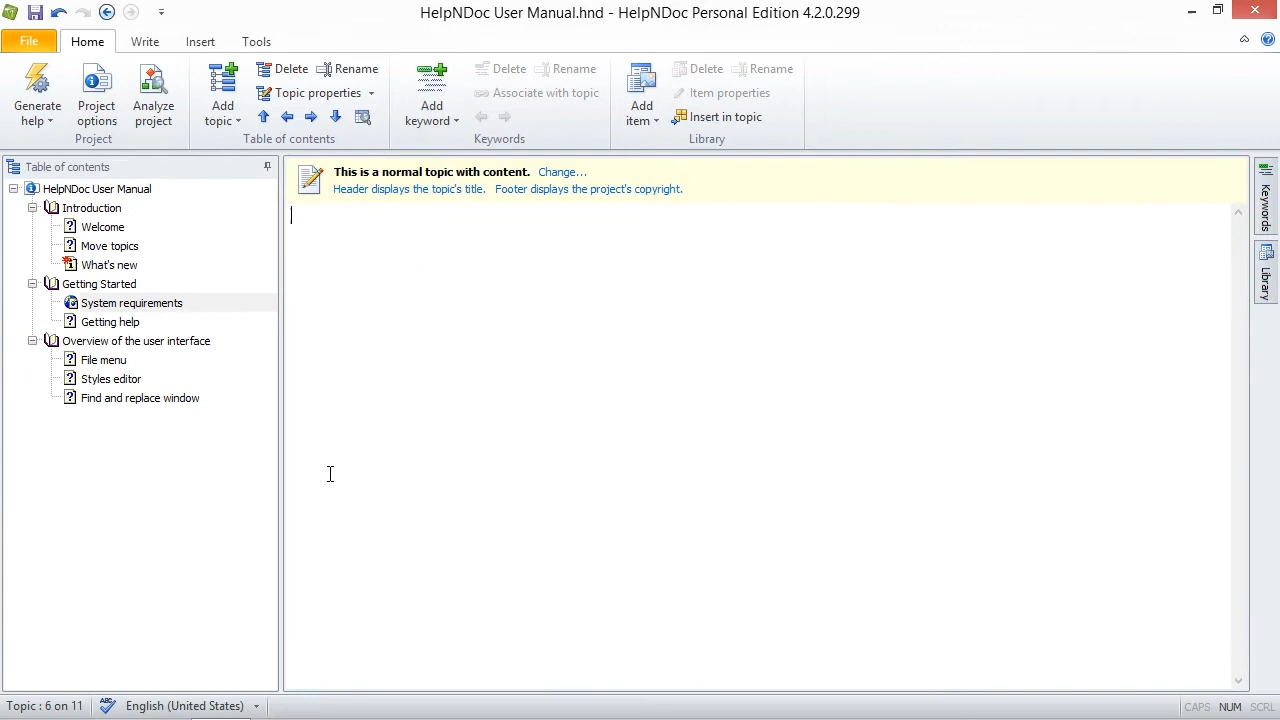 HelpNDoc User Manual.hnd - HelpNDoc Personal Edition 4.2.0.299
File Home Write Insert Tools
Generate help
Project options
Analyze project
Project
Add topic
Delete Rename
Topic properties
Table of contents
Add keyword
Delete Rename
Associate with topic
Keywords
Add item
Delete Rename
Item properties
Insert in topic
Library
Table of contents
HelpNDoc User Manual
Introduction
Welcome
Move topics
What's new
Getting Started
System requirements
Getting help
Overview of the user interface
File menu
Styles editor
Find and replace window
This is a normal topic with content. Change...
Header displays the topic's title. Footer displays the project's copyright.
Keywords
Library
Topic : 6 on 11
ABC
English (United States)
CAPS NUM SCRL